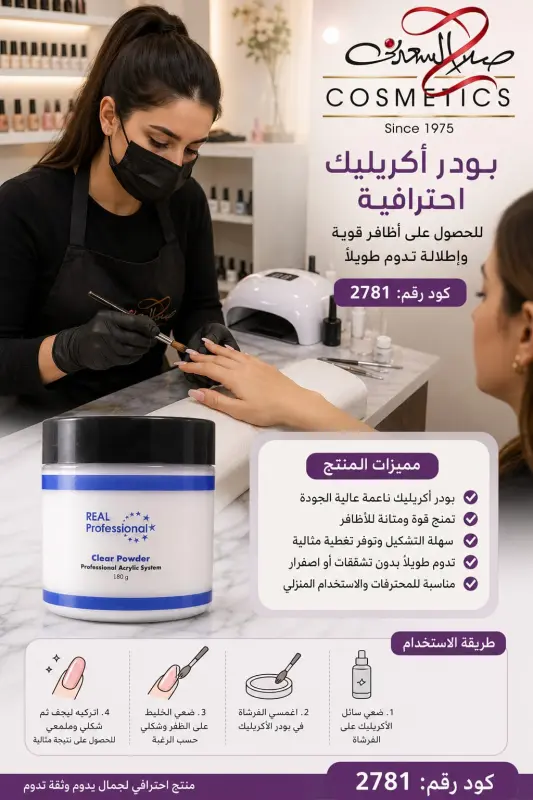 صلاح السعدي
COSMETICS
Since 1975
بودر أكريليك
احترافية
للحصول على أظافر قوية
وإطلالة تدوم طويلاً
كود رقم: 2781
REAL
Professional
Clear Powder
Professional Acrylic System
180 g
مميزات المنتج
بودر أكريليك ناعمة عالية الجودة
تمنح قوة ومتانة للأظافر
سهلة التشكيل وتوفر تغطية مثالية
تدوم طويلاً بدون تشققات أو اصفرار
مناسبة للمحترفات والاستخدام المنزلي
طريقة الاستخدام
1. ضعي سائل
الأكريليك على
الفرشاة
2. اغمسي الفرشاة
في بودر الأكريليك
3. ضعي الخليط
على الظفر وشكلي
حسب الرغبة
4. اتركيه ليجف ثم
شكلي وملمعي
للحصول على نتيجة مثالية
كود رقم: 2781
منتج احترافي لجمال يدوم وثقة تدوم